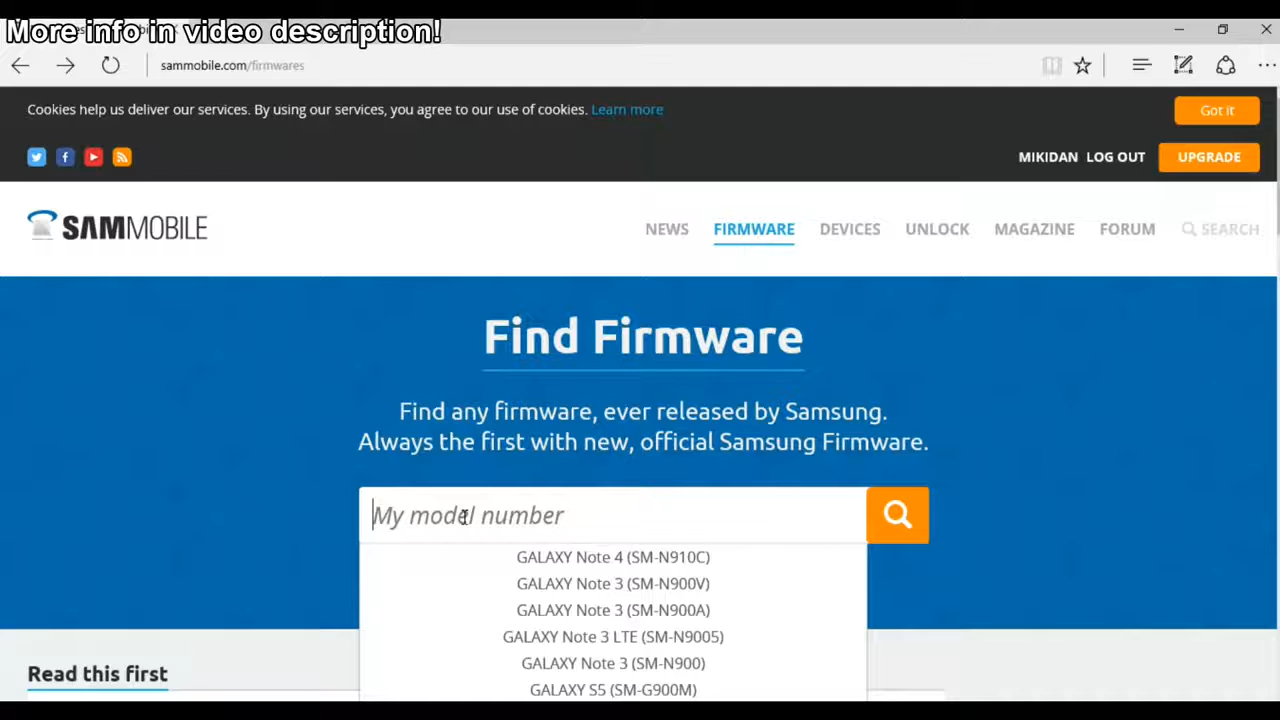 More info in video description!
sammobile.com/firmwares
Cookies help us deliver our services. By using our services, you agree to our use of cookies. Learn more
Got it
MIKIDAN LOG OUT UPGRADE
SAMMOBILE
NEWS FIRMWARE DEVICES UNLOCK MAGAZINE FORUM SEARCH
Find Firmware
Find any firmware, ever released by Samsung.
Always the first with new, official Samsung Firmware.
My model number
GALAXY Note 4 (SM-N910C)
GALAXY Note 3 (SM-N900V)
GALAXY Note 3 (SM-N900A)
GALAXY Note 3 LTE (SM-N9005)
GALAXY Note 3 (SM-N900)
GALAXY S5 (SM-G900M)
Read this first